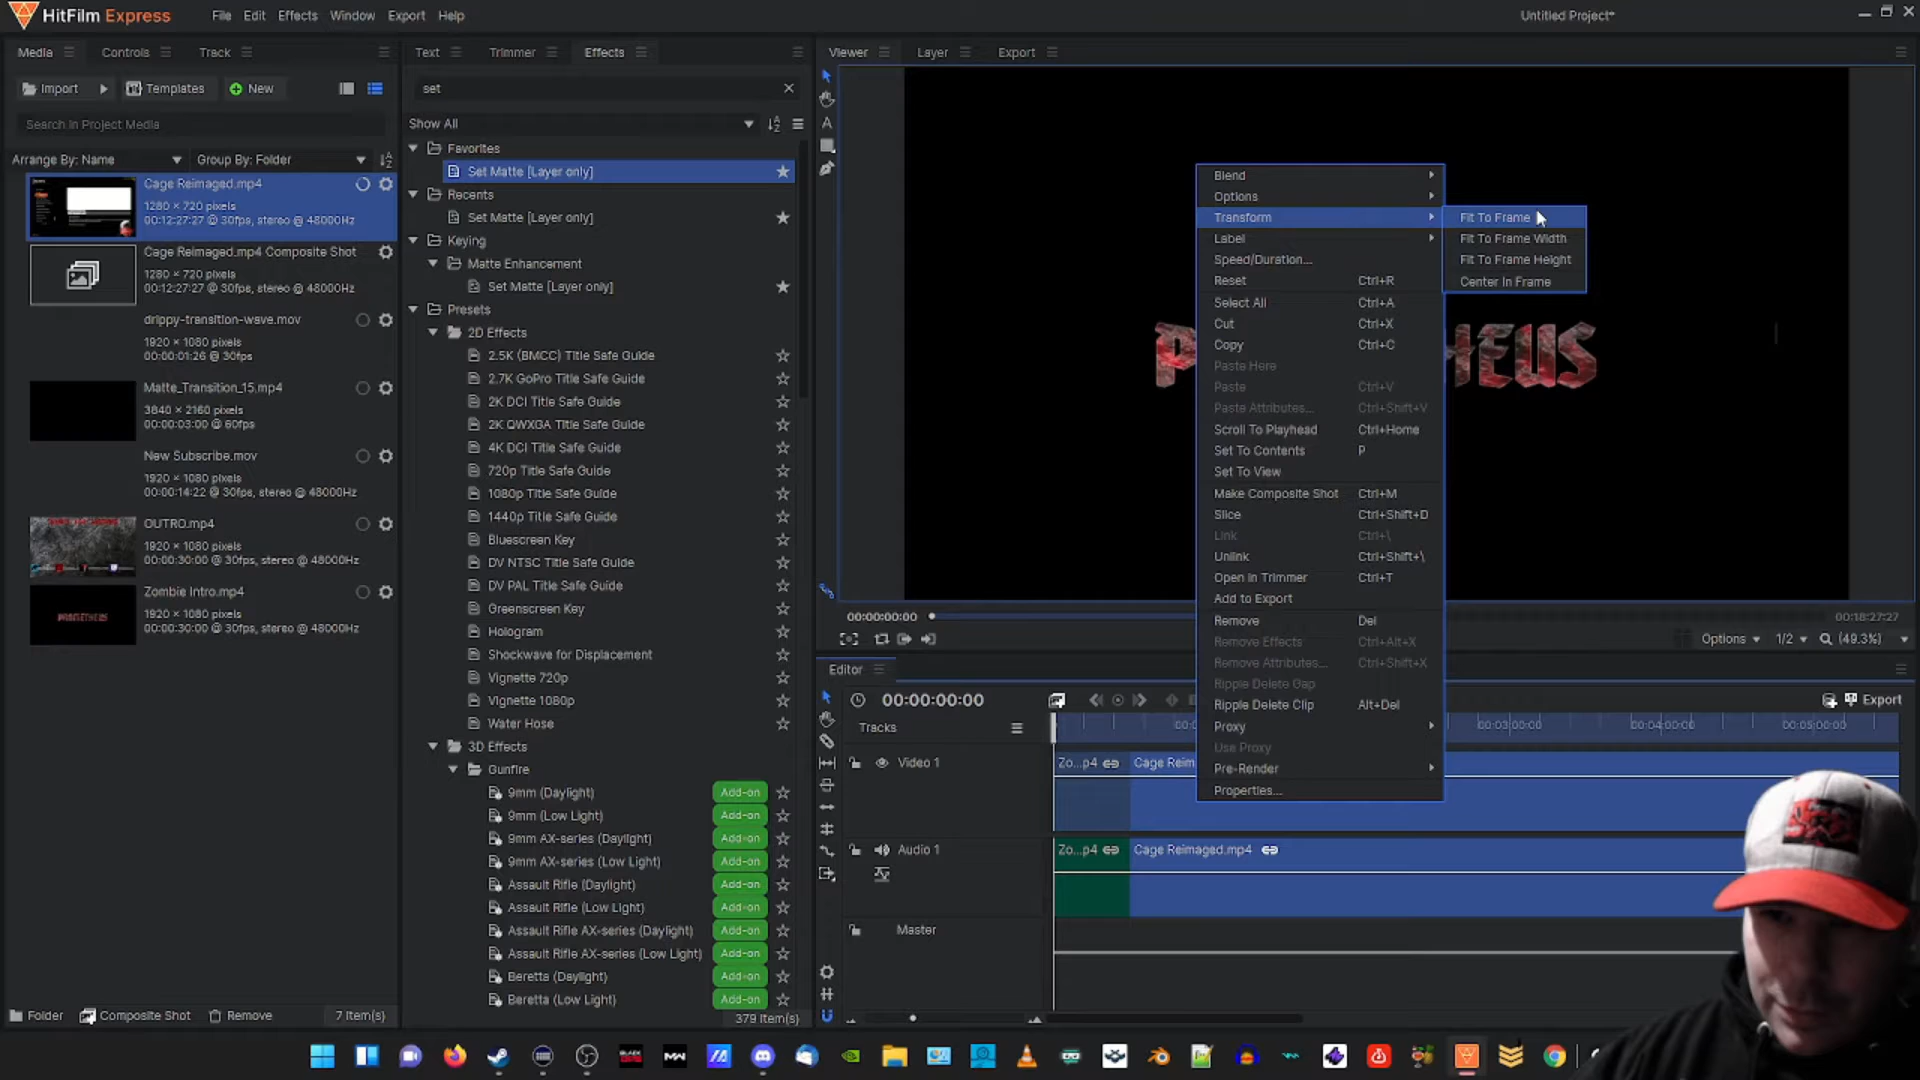 HitFilm Express
File Edit Effects Window Export Help
Untitled Project*
Media Controls Track
Text Trimmer Effects
Viewer Layer Export
Import Templates New
Search in Project Media
Arrange By: Name Group By: Folder
Cage Reimaged.mp4
1280 × 720 pixels
00:12:27:27 @ 30fps, stereo @ 48000Hz
Cage Reimaged.mp4 Composite Shot
1280 × 720 pixels
00:12:27:27 @ 30fps, stereo @ 48000Hz
drippy-transition-wave.mov
1920 × 1080 pixels
00:00:01:26 @ 30fps
Matte_Transition_15.mp4
3840 × 2160 pixels
00:00:03:00 @ 60fps
New Subscribe.mov
1920 × 1080 pixels
00:00:14:22 @ 30fps, stereo @ 48000Hz
OUTRO.mp4
1920 × 1080 pixels
00:00:30:00 @ 30fps, stereo @ 48000Hz
Zombie Intro.mp4
1920 × 1080 pixels
00:00:30:00 @ 30fps, stereo @ 48000Hz
Folder Composite Shot Remove 7 Item(s)
set
Show All
Favorites
Set Matte [Layer only]
Recents
Set Matte [Layer only]
Keying
Matte Enhancement
Set Matte [Layer only]
Presets
2D Effects
2.5K (BMCC) Title Safe Guide
2.7K GoPro Title Safe Guide
2K DCI Title Safe Guide
2K QWXGA Title Safe Guide
4K DCI Title Safe Guide
720p Title Safe Guide
1080p Title Safe Guide
1440p Title Safe Guide
Bluescreen Key
DV NTSC Title Safe Guide
DV PAL Title Safe Guide
Greenscreen Key
Hologram
Shockwave for Displacement
Vignette 720p
Vignette 1080p
Water Hose
3D Effects
Gunfire
9mm (Daylight) Add-on
9mm (Low Light) Add-on
9mm AX-series (Daylight) Add-on
9mm AX-series (Low Light) Add-on
Assault Rifle (Daylight) Add-on
Assault Rifle (Low Light) Add-on
Assault Rifle AX-series (Daylight) Add-on
Assault Rifle AX-series (Low Light) Add-on
Beretta (Daylight) Add-on
Beretta (Low Light) Add-on
379 Item(s)
Blend
Options
Transform
Label
Speed/Duration...
Reset Ctrl+R
Select All Ctrl+A
Cut Ctrl+X
Copy Ctrl+C
Paste Here
Paste Ctrl+V
Paste Attributes... Ctrl+Shift+V
Scroll To Playhead Ctrl+Home
Set To Contents P
Set To View
Make Composite Shot Ctrl+M
Slice Ctrl+Shift+D
Link Ctrl+\
Unlink Ctrl+Shift+\
Open in Trimmer Ctrl+T
Add to Export
Remove Del
Remove Effects Ctrl+Alt+X
Remove Attributes... Ctrl+Shift+X
Ripple Delete Gap
Ripple Delete Clip Alt+Del
Proxy
Use Proxy
Pre-Render
Properties...
Fit To Frame
Fit To Frame Width
Fit To Frame Height
Center In Frame
P HEUS
00:00:00:00 00:18:27:27
Options 1/2 (49.3%)
Editor
00:00:00:00 Export
Tracks 00:03:00:00 00:04:00:00 00:05:00:00
Video 1 Zo...p4 Cage Reim
Audio 1 Zo...p4 Cage Reimaged.mp4
Master